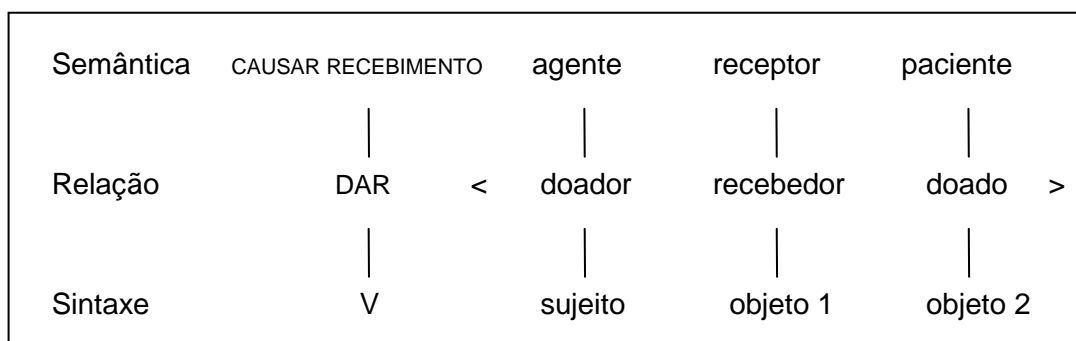 Semântica CAUSAR RECEBIMENTO agente receptor paciente
Relação DAR < doador recebedor doado >
Sintaxe V sujeito objeto 1 objeto 2